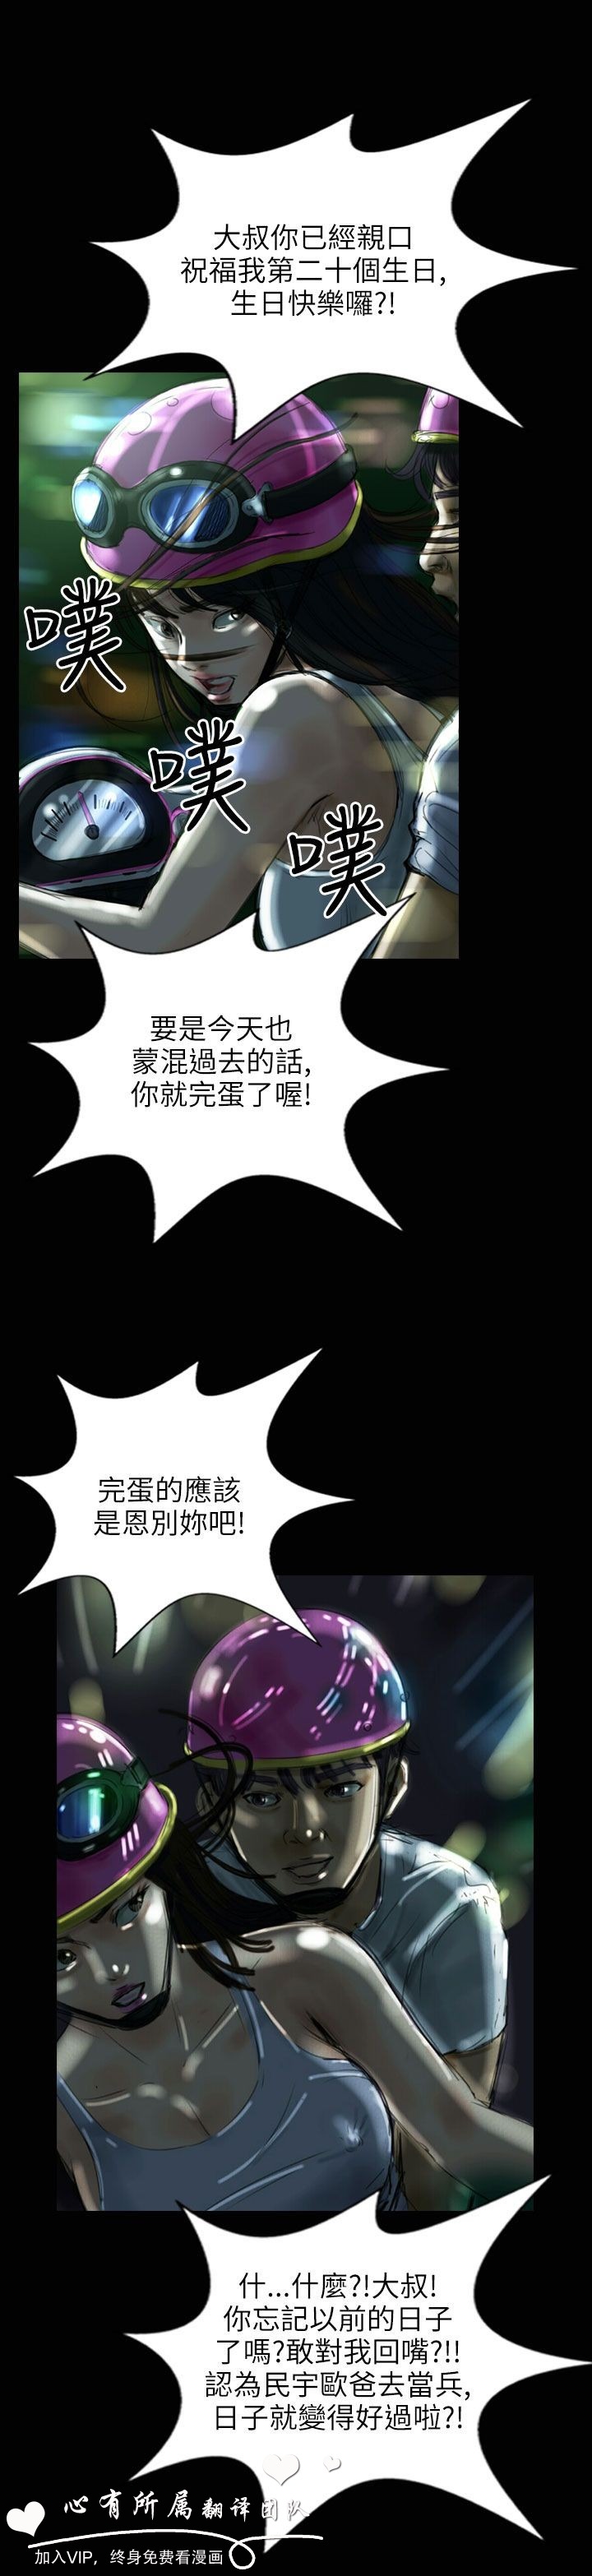 大叔你已經親口
祝福我第二十個生日,
生日快樂囉?!
噗
噗
噗
要是今天也
蒙混過去的話,
你就完蛋了喔!
完蛋的應該
是恩別妳吧!
什...什麼?!大叔!
你忘記以前的日子
了嗎?敢對我回嘴?!!
認為民宇歐爸去當兵,
日子就變得好過啦?!
心有所属翻译团队
加入VIP，终身免费看漫画